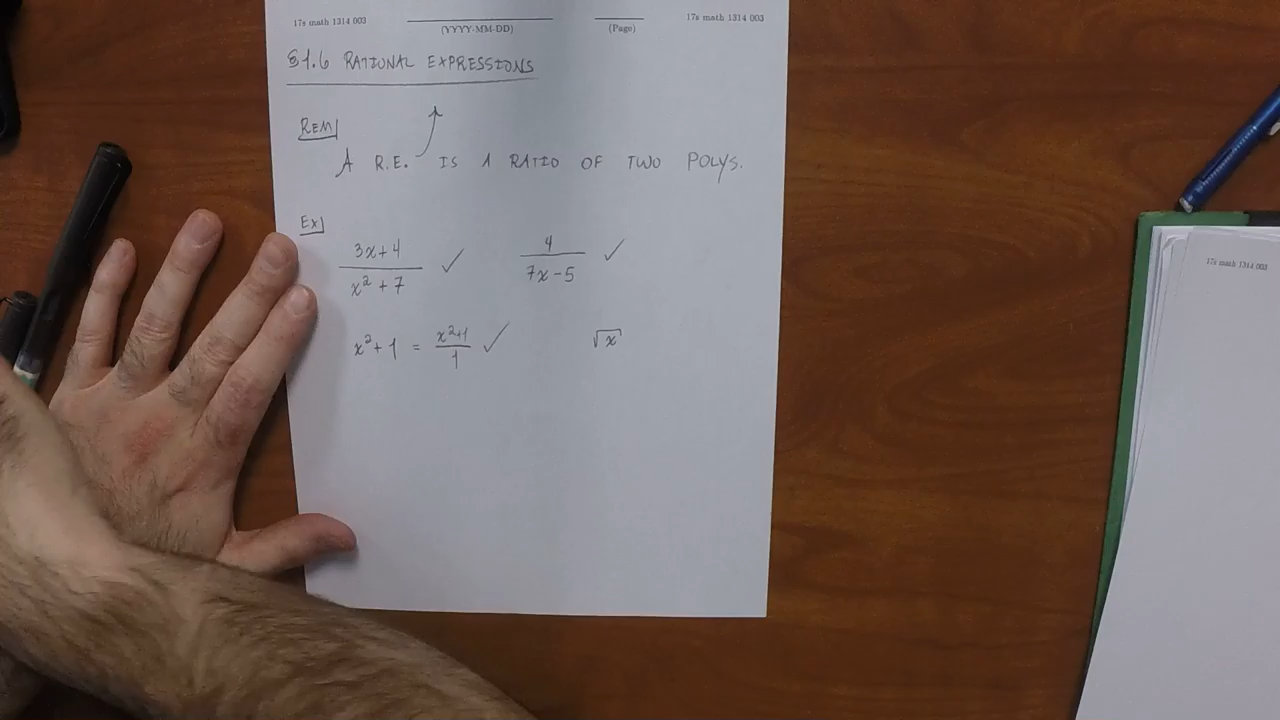 17s math 1314 003 (YYYY-MM-DD) (Page) 17s math 1314 003
§1.6 RATIONAL EXPRESSIONS
REM
A R.E. IS A RATIO OF TWO POLYS.
Ex
3x+4 / x²+7 ✓ 4 / 7x-5 ✓
x²+1 = x²+1 / 1 ✓ √x
17s math 1314 003